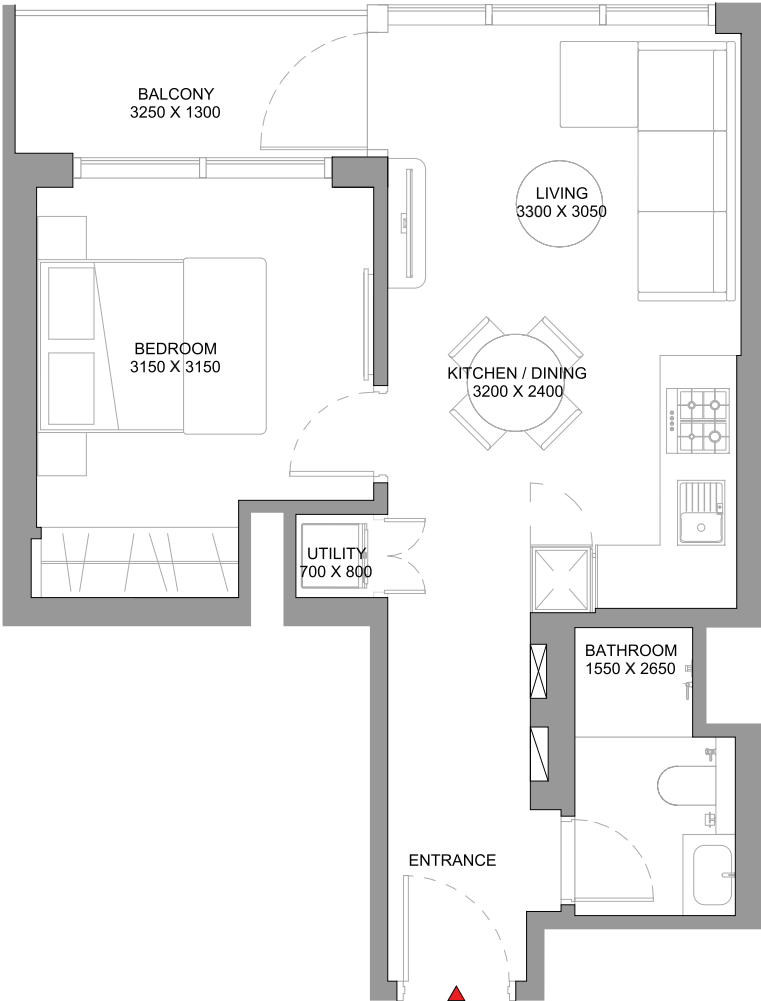 BALCONY
3250 X 1300
LIVING
3300 X 3050
BEDROOM
3150 X 3150
KITCHEN / DINING
3200 X 2400
UTILITY
700 X 800
BATHROOM
1550 X 2650
ENTRANCE